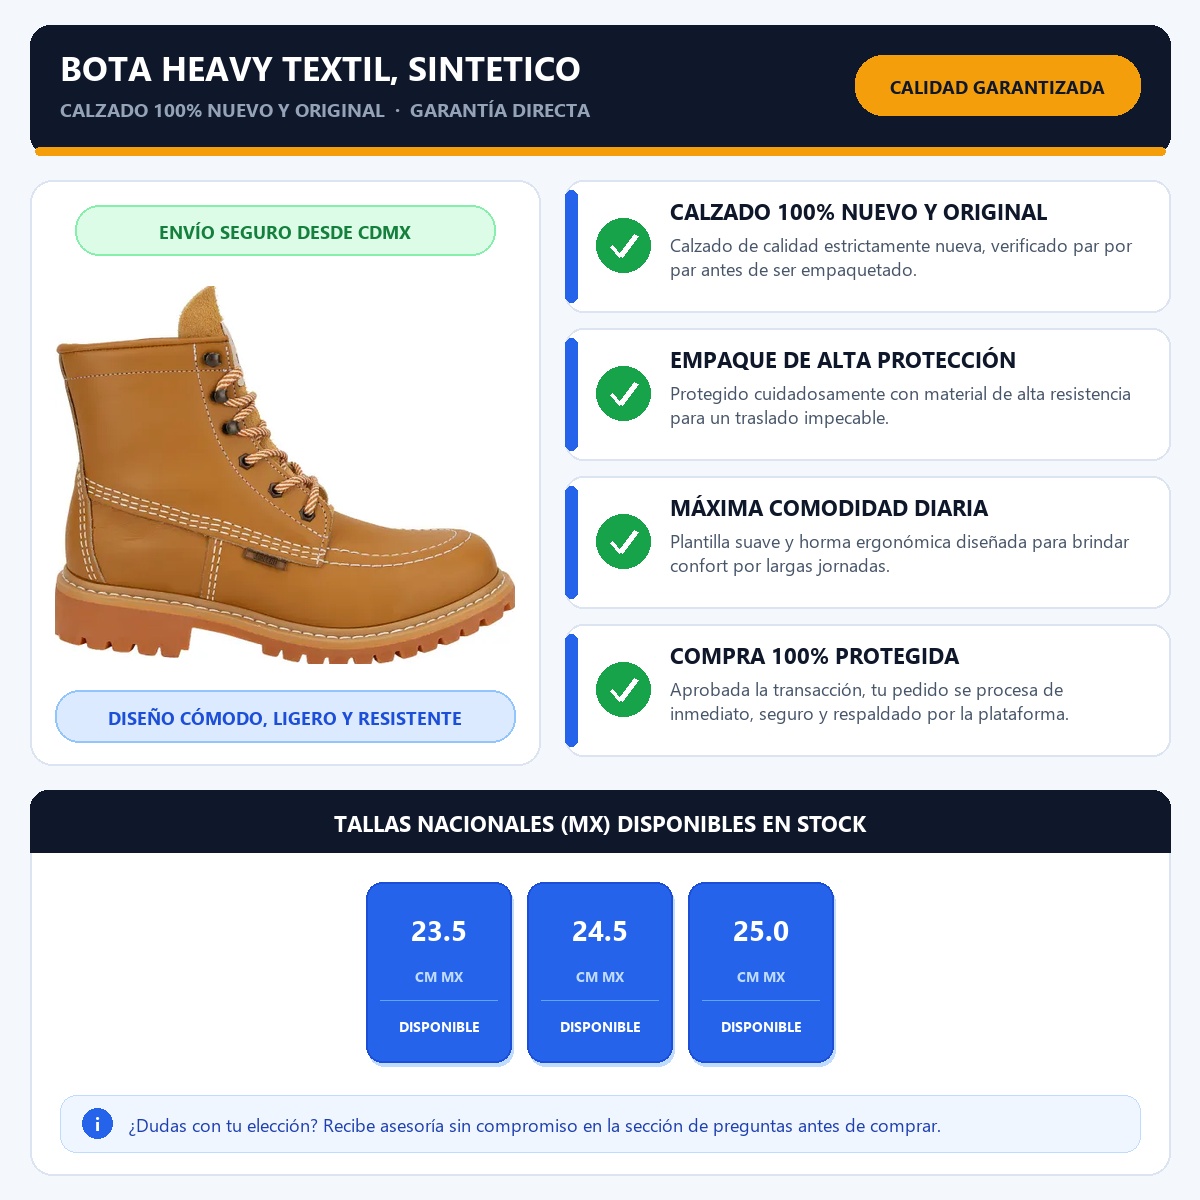 BOTA HEAVY TEXTIL, SINTETICO
CALZADO 100% NUEVO Y ORIGINAL · GARANTÍA DIRECTA
CALIDAD GARANTIZADA
ENVÍO SEGURO DESDE CDMX
DISEÑO CÓMODO, LIGERO Y RESISTENTE
CALZADO 100% NUEVO Y ORIGINAL
Calzado de calidad estrictamente nueva, verificado par por
par antes de ser empaquetado.
EMPAQUE DE ALTA PROTECCIÓN
Protegido cuidadosamente con material de alta resistencia
para un traslado impecable.
MÁXIMA COMODIDAD DIARIA
Plantilla suave y horma ergonómica diseñada para brindar
confort por largas jornadas.
COMPRA 100% PROTEGIDA
Aprobada la transacción, tu pedido se procesa de
inmediato, seguro y respaldado por la plataforma.
TALLAS NACIONALES (MX) DISPONIBLES EN STOCK
23.5
CM MX
DISPONIBLE
24.5
CM MX
DISPONIBLE
25.0
CM MX
DISPONIBLE
¿Dudas con tu elección? Recibe asesoría sin compromiso en la sección de preguntas antes de comprar.